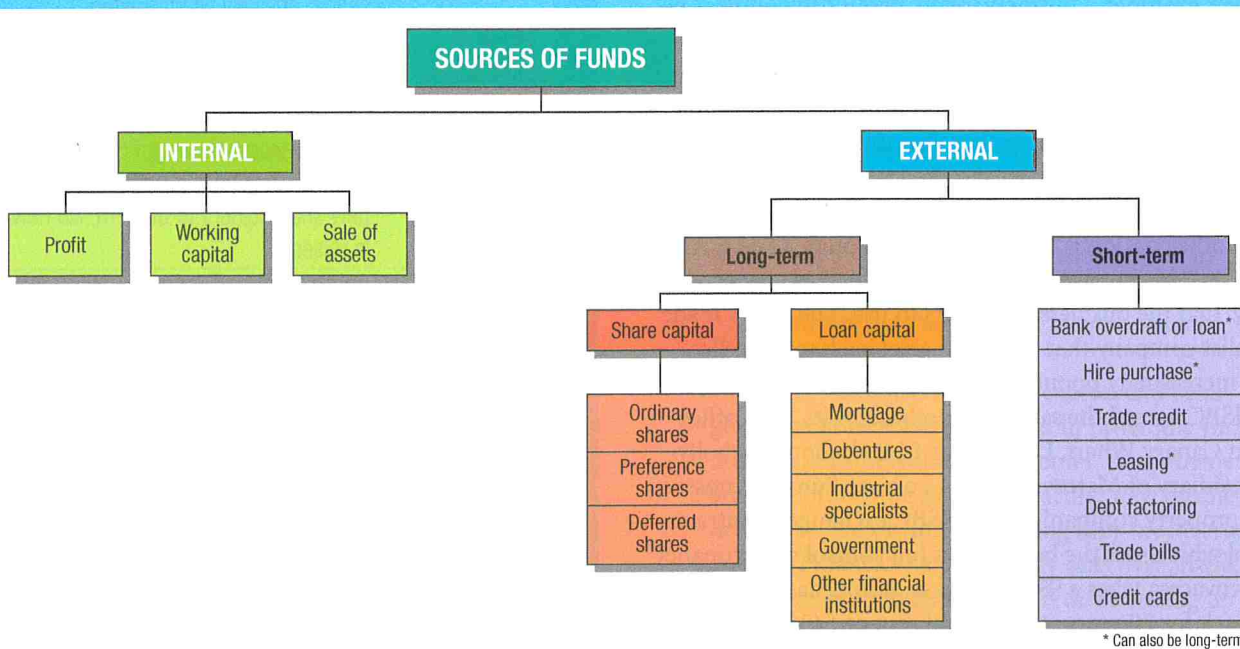 SOURCES OF FUNDS
INTERNAL
EXTERNAL
Profit
Working
capital
Sale of
assets
Long-term
Short-term
Share capital
Loan capital
Ordinary
shares
Preference
shares
Deferred
shares
Mortgage
Debentures
Industrial
specialists
Government
Other financial
institutions
Bank overdraft or loan*
Hire purchase*
Trade credit
Leasing*
Debt factoring
Trade bills
Credit cards
* Can also be long-term